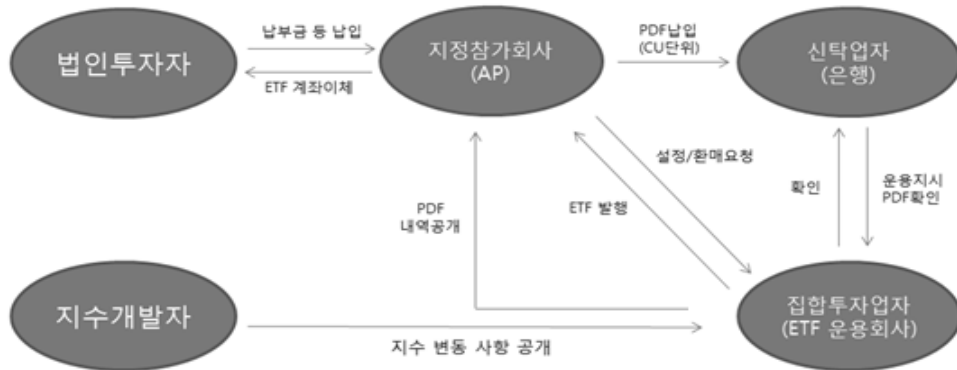 법인투자자
납부금 등 납입
ETF 계좌이체
지정참가회사
(AP)
PDF납입
(CU단위)
신탁업자
(은행)
설정/환매요청
ETF 발행
확인
운용지시
PDF확인
PDF
내역공개
지수개발자
지수 변동 사항 공개
집합투자업자
(ETF 운용회사)